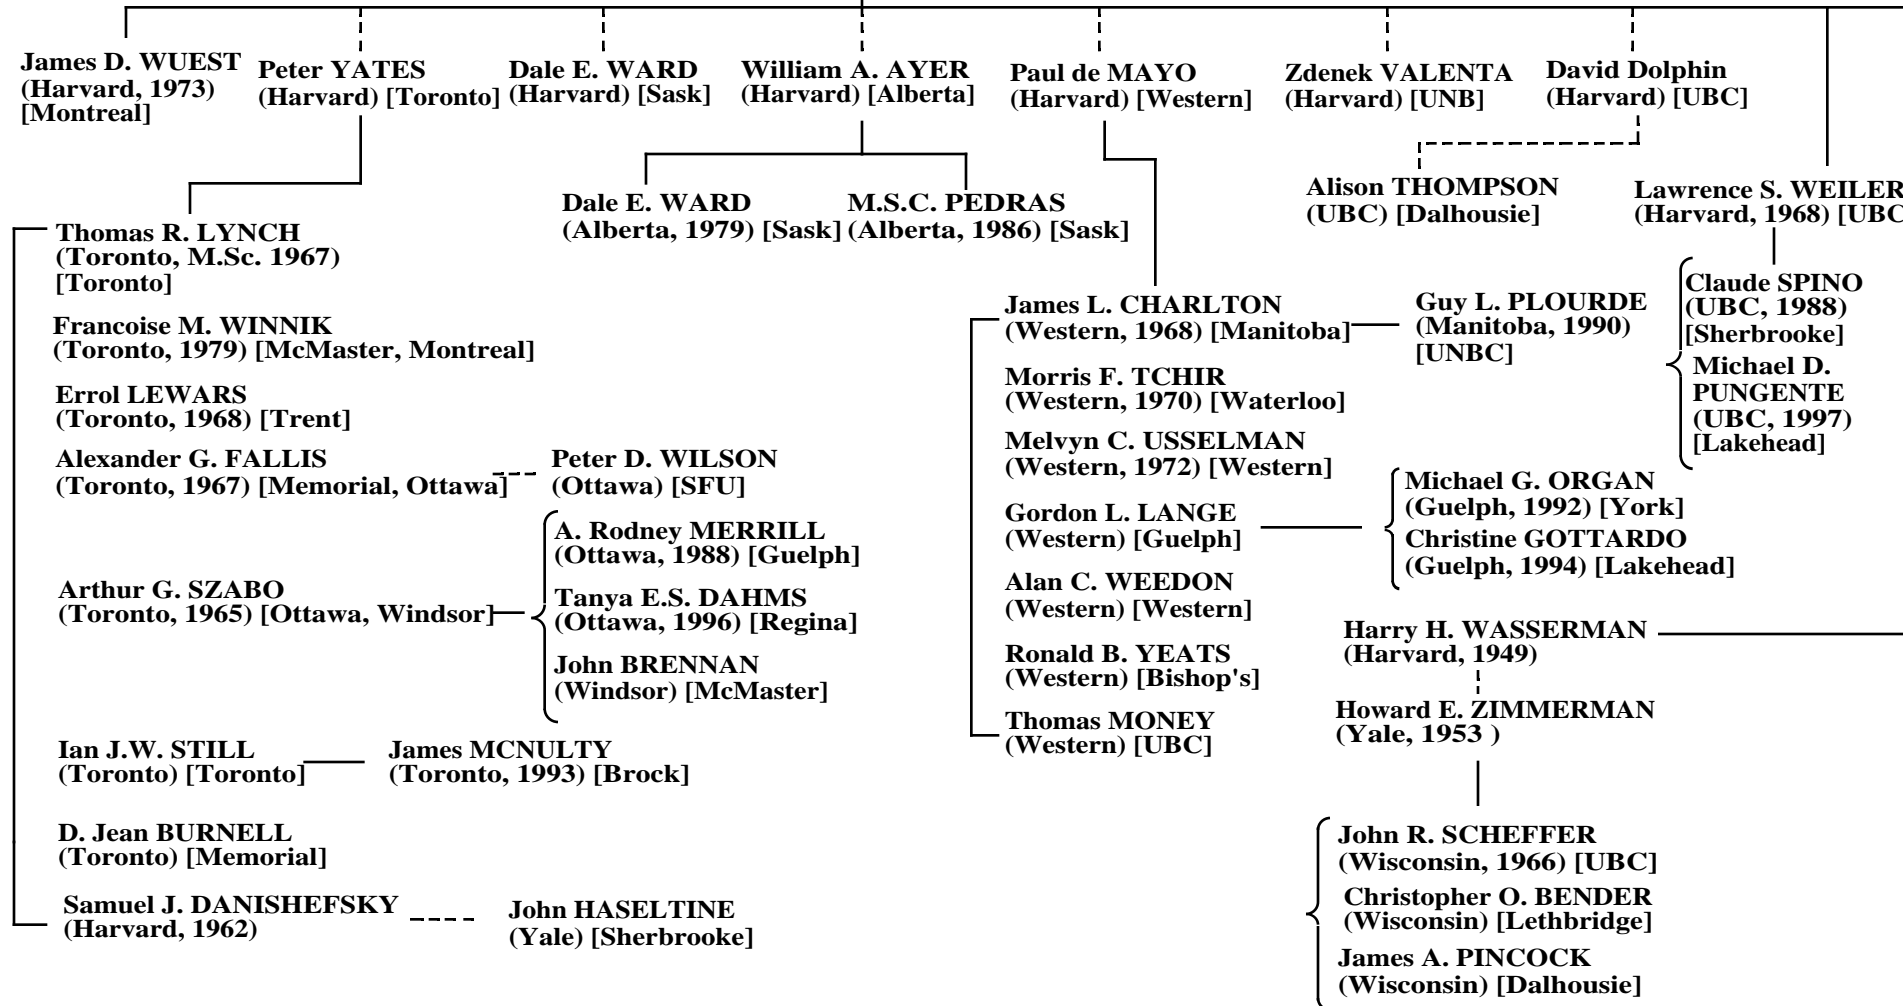 James D. WUEST
(Harvard, 1973)
[Montreal]
Peter YATES
(Harvard) [Toronto]
Dale E. WARD
(Harvard) [Sask]
William A. AYER
(Harvard) [Alberta]
Paul de MAYO
(Harvard) [Western]
Zdenek VALENTA
(Harvard) [UNB]
David Dolphin
(Harvard) [UBC]
Dale E. WARD
(Alberta, 1979) [Sask]
M.S.C. PEDRAS
(Alberta, 1986) [Sask]
Alison THOMPSON
(UBC) [Dalhousie]
Lawrence S. WEILER
(Harvard, 1968) [UBC
Thomas R. LYNCH
(Toronto, M.Sc. 1967)
[Toronto]
Francoise M. WINNIK
(Toronto, 1979) [McMaster, Montreal]
Errol LEWARS
(Toronto, 1968) [Trent]
Alexander G. FALLIS
(Toronto, 1967) [Memorial, Ottawa]
Peter D. WILSON
(Ottawa) [SFU]
Arthur G. SZABO
(Toronto, 1965) [Ottawa, Windsor]
A. Rodney MERRILL
(Ottawa, 1988) [Guelph]
Tanya E.S. DAHMS
(Ottawa, 1996) [Regina]
John BRENNAN
(Windsor) [McMaster]
Ian J.W. STILL
(Toronto) [Toronto]
James MCNULTY
(Toronto, 1993) [Brock]
D. Jean BURNELL
(Toronto) [Memorial]
Samuel J. DANISHEFSKY
(Harvard, 1962)
John HASELTINE
(Yale) [Sherbrooke]
James L. CHARLTON
(Western, 1968) [Manitoba]
Guy L. PLOURDE
(Manitoba, 1990)
[UNBC]
Morris F. TCHIR
(Western, 1970) [Waterloo]
Melvyn C. USSELMAN
(Western, 1972) [Western]
Gordon L. LANGE
(Western) [Guelph]
Michael G. ORGAN
(Guelph, 1992) [York]
Christine GOTTARDO
(Guelph, 1994) [Lakehead]
Alan C. WEEDON
(Western) [Western]
Ronald B. YEATS
(Western) [Bishop's]
Thomas MONEY
(Western) [UBC]
Claude SPINO
(UBC, 1988)
[Sherbrooke]
Michael D.
PUNGENTE
(UBC, 1997)
[Lakehead]
Harry H. WASSERMAN
(Harvard, 1949)
Howard E. ZIMMERMAN
(Yale, 1953 )
John R. SCHEFFER
(Wisconsin, 1966) [UBC]
Christopher O. BENDER
(Wisconsin) [Lethbridge]
James A. PINCOCK
(Wisconsin) [Dalhousie]